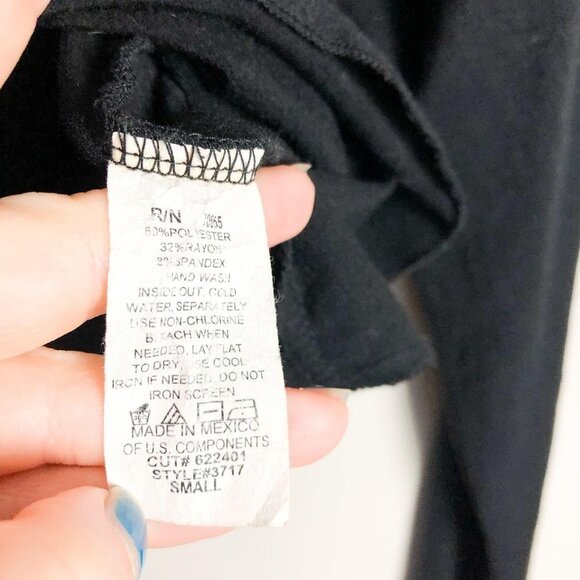 R/N
POLYESTER
32% RAYON
SPANDEX
HAND WASH
INSIDE OUT, COLD
WATER, SEPARATELY
USE NON-CHLORINE
BLEACH WHEN
NEEDED, LAY FLAT
TO DRY, USE COOL
IRON IF NEEDED. DO NOT
IRON SCREEN
MADE IN MEXICO
OF U.S. COMPONENTS
CUT# 622401
STYLE#3717
SMALL